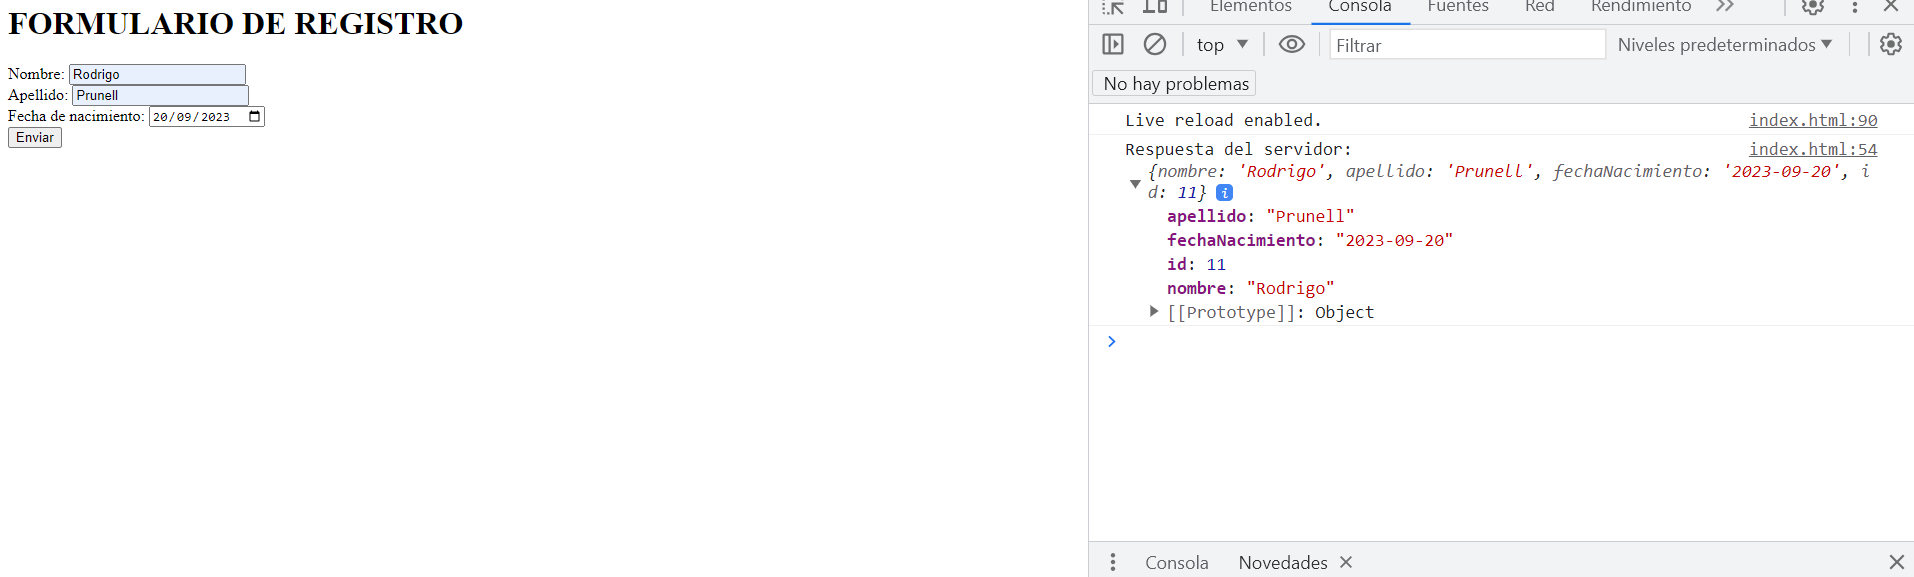 FORMULARIO DE REGISTRO
Nombre: Rodrigo
Apellido: Prunell
Fecha de nacimiento: 20/09/2023
Enviar
Elementos Consola Fuentes Red Rendimiento
top Filtrar Niveles predeterminados
No hay problemas
Live reload enabled. index.html:90
Respuesta del servidor: index.html:54
{nombre: 'Rodrigo', apellido: 'Prunell', fechaNacimiento: '2023-09-20', i
d: 11}
apellido: "Prunell"
fechaNacimiento: "2023-09-20"
id: 11
nombre: "Rodrigo"
[[Prototype]]: Object
Consola Novedades